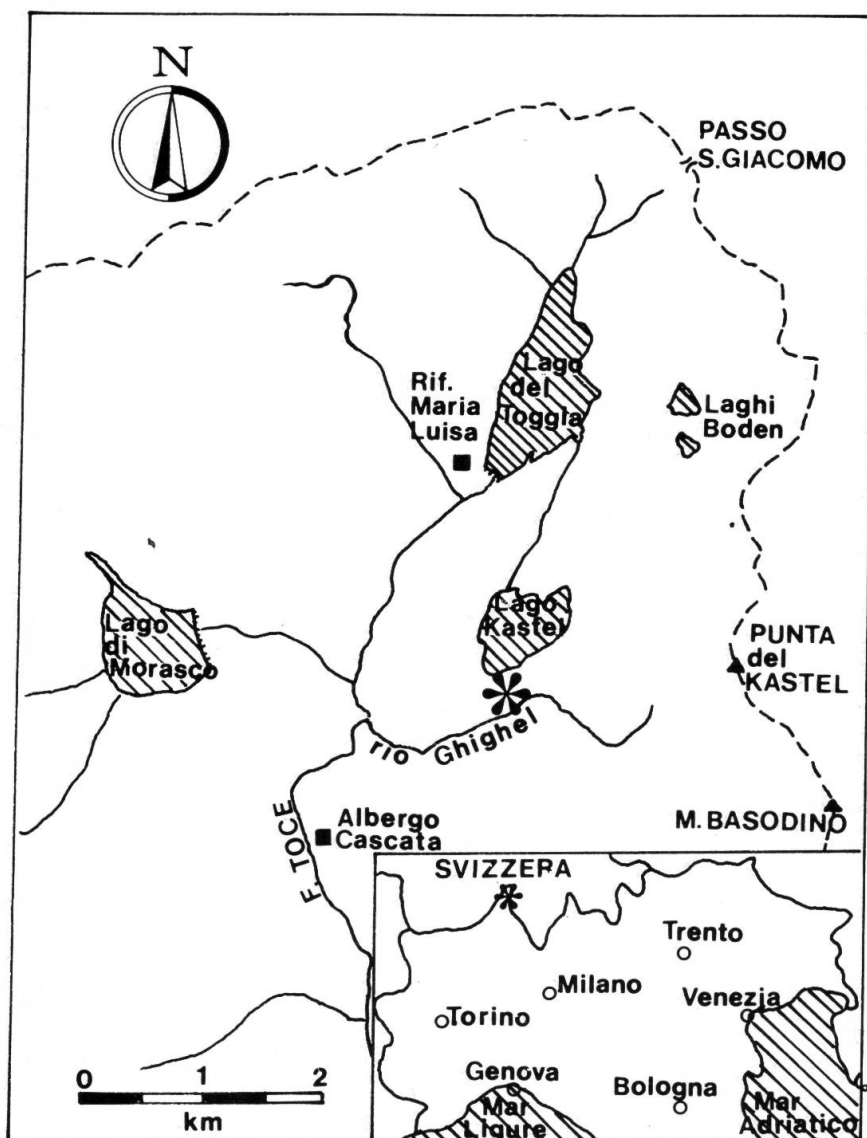 N
PASSO
S.GIACOMO
Lago
del
Toggia
Rif.
Maria
Luisa
Laghi
Boden
Lago
Kastel
Lago
di
Morasco
PUNTA
del
KASTEL
rio Ghighel
M. BASODINO
Albergo
Cascata
F. TOCE
SVIZZERA
Trento
Milano
Venezia
Torino
Genova
Bologna
Mar
Ligure
Mar
Adriatico
0 1 2
km